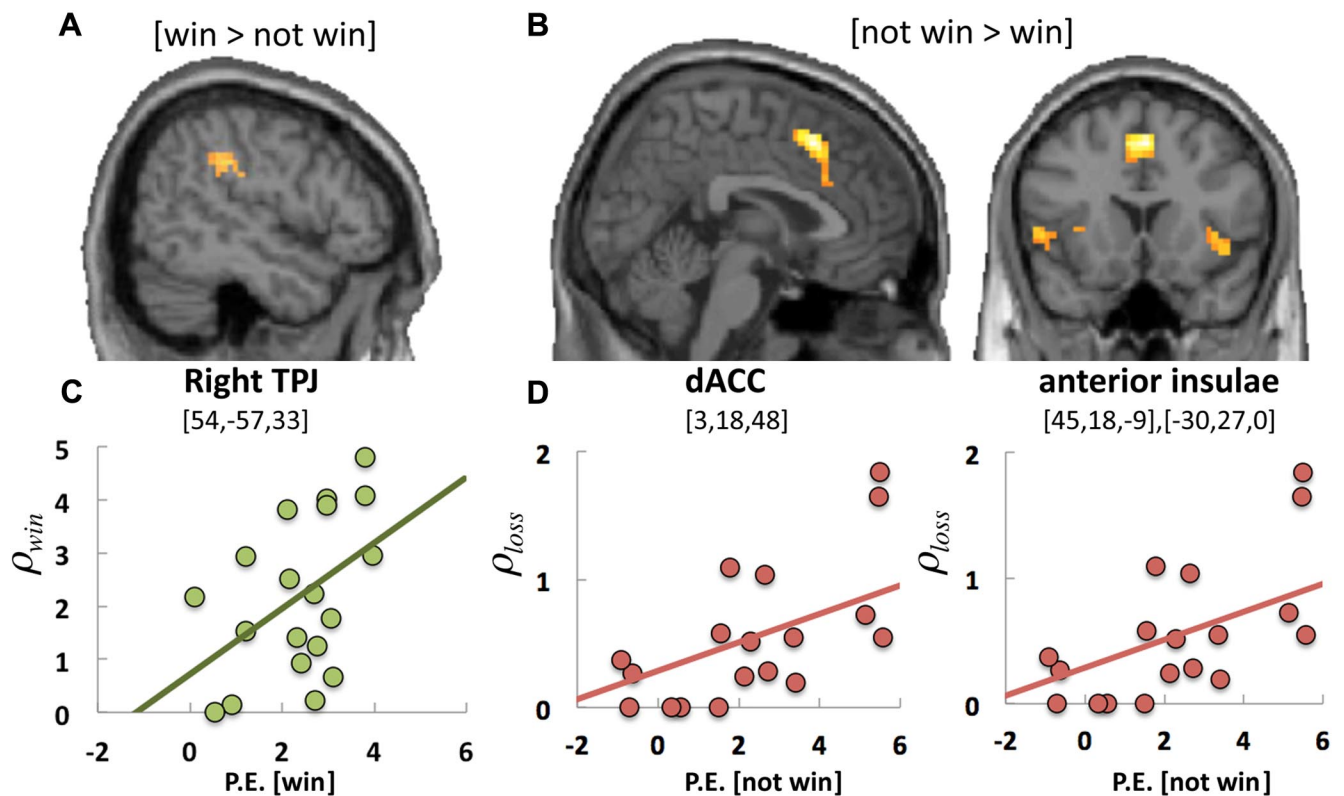 A
[win > not win]
B
[not win > win]
C
Right TPJ
[54,-57,33]
D
dACC
[3,18,48]
anterior insulae
[45,18,-9],[-30,27,0]
ρwin
5
4
3
2
1
0
-2
0
2
4
6
P.E. [win]
ρloss
2
1
0
-2
0
2
4
6
P.E. [not win]
ρloss
2
1
0
-2
0
2
4
6
P.E. [not win]